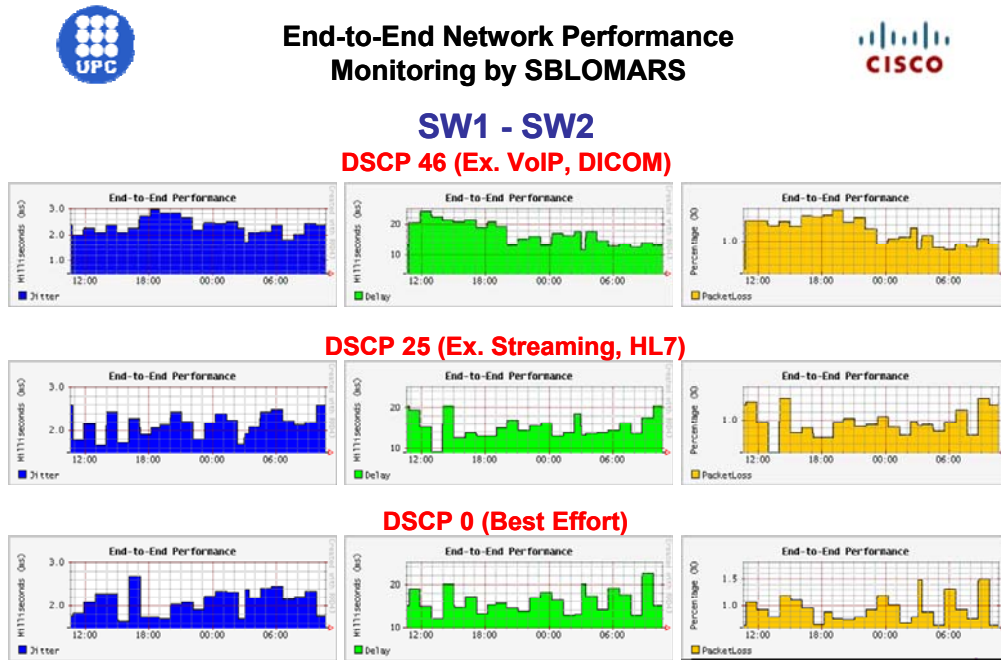 UPC
End-to-End Network Performance
Monitoring by SBLOMARS
CISCO
SW1 - SW2
DSCP 46 (Ex. VoIP, DICOM)
End-to-End Performance
Milliseconds (ms)
3.0
2.0
1.0
12:00 18:00 00:00 06:00
Jitter
End-to-End Performance
Milliseconds (ms)
20
10
12:00 18:00 00:00 06:00
Delay
End-to-End Performance
Percentage (%)
1.0
12:00 18:00 00:00 06:00
PacketLoss
DSCP 25 (Ex. Streaming, HL7)
End-to-End Performance
Milliseconds (ms)
3.0
2.0
12:00 18:00 00:00 06:00
Jitter
End-to-End Performance
Milliseconds (ms)
20
10
12:00 18:00 00:00 06:00
Delay
End-to-End Performance
Percentage (%)
1.0
12:00 18:00 00:00 06:00
PacketLoss
DSCP 0 (Best Effort)
End-to-End Performance
Milliseconds (ms)
3.0
2.0
12:00 18:00 00:00 06:00
Jitter
End-to-End Performance
Milliseconds (ms)
20
10
12:00 18:00 00:00 06:00
Delay
End-to-End Performance
Percentage (%)
1.5
1.0
12:00 18:00 00:00 06:00
PacketLoss